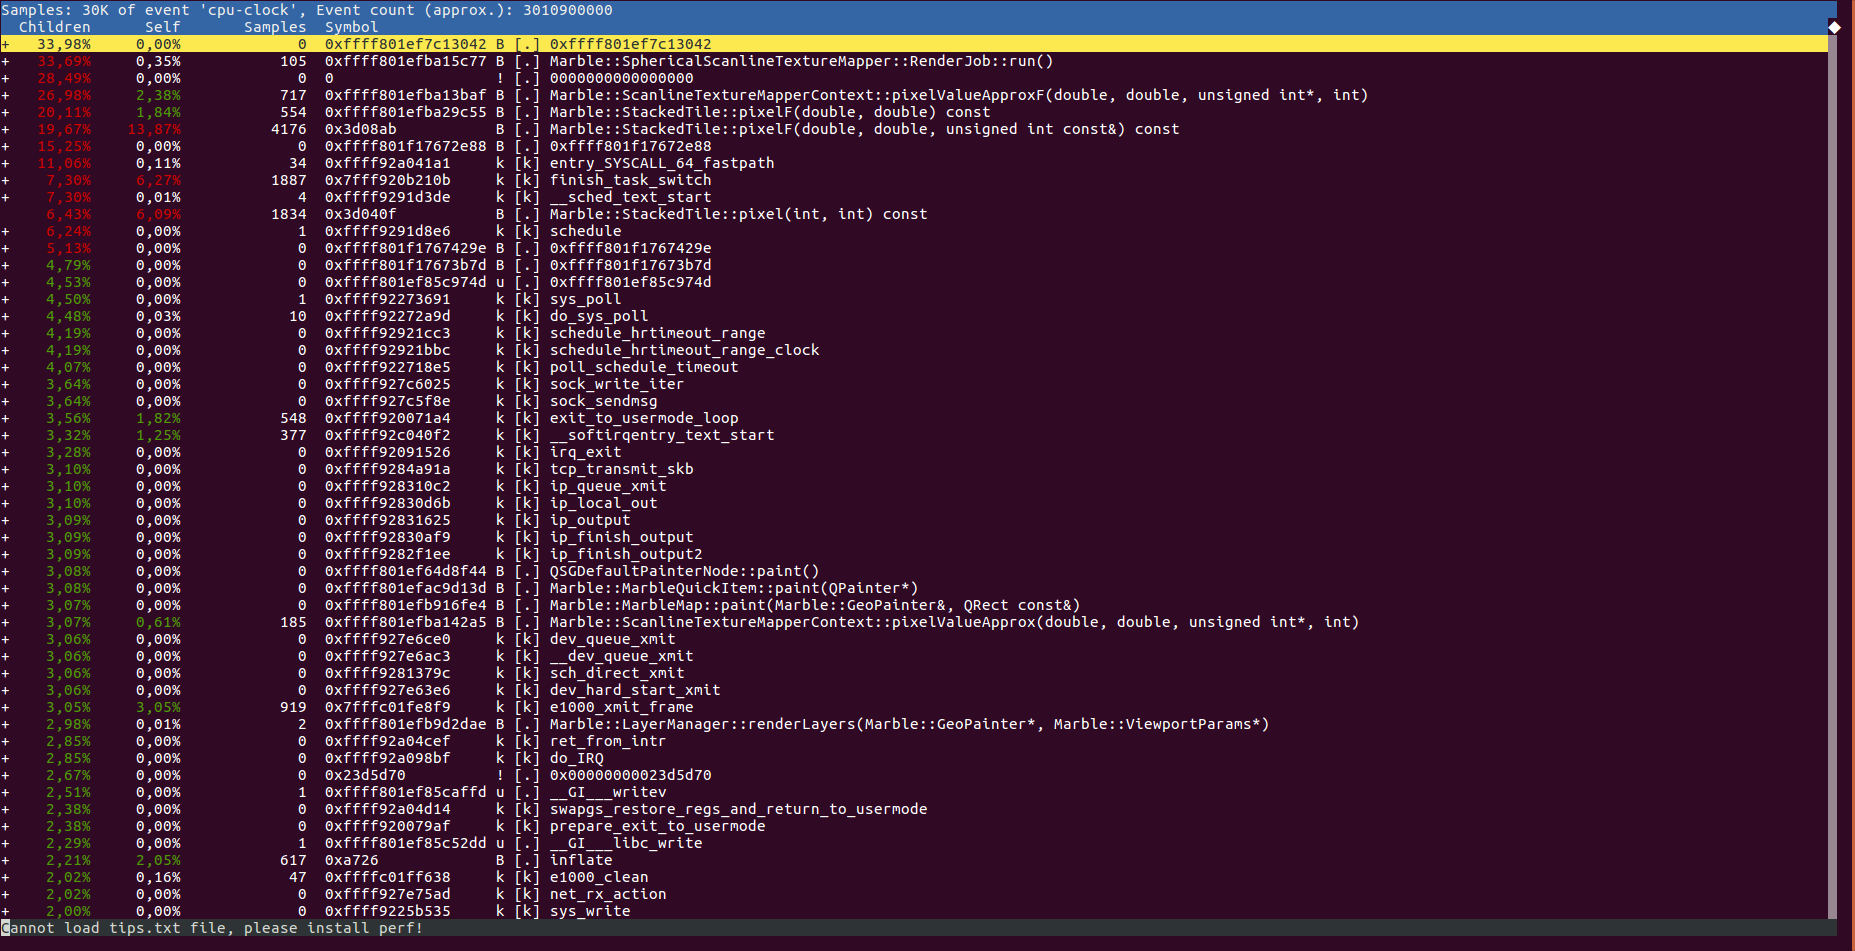 Samples: 30K of event 'cpu-clock', Event count (approx.): 3010900000
Children Self Samples Symbol
+ 33,98% 0,00% 0 0xffff801ef7c13042 B [.] 0xffff801ef7c13042
+ 33,69% 0,35% 105 0xffff801efba15c77 B [.] Marble::SphericalScanlineTextureMapper::RenderJob::run()
+ 28,49% 0,00% 0 0 ! [.] 0000000000000000
+ 26,98% 2,38% 717 0xffff801efba13baf B [.] Marble::ScanlineTextureMapperContext::pixelValueApproxF(double, double, unsigned int*, int)
+ 20,11% 1,84% 554 0xffff801efba29c55 B [.] Marble::StackedTile::pixelF(double, double) const
+ 19,67% 13,87% 4176 0x3d08ab B [.] Marble::StackedTile::pixelF(double, double, unsigned int const&) const
+ 15,25% 0,00% 0 0xffff801f17672e88 B [.] 0xffff801f17672e88
+ 11,06% 0,11% 34 0xffff92a041a1 k [k] entry_SYSCALL_64_fastpath
+ 7,30% 6,27% 1887 0x7fff920b210b k [k] finish_task_switch
+ 7,30% 0,01% 4 0xffff9291d3de k [k] __sched_text_start
6,43% 6,09% 1834 0x3d040f B [.] Marble::StackedTile::pixel(int, int) const
+ 6,24% 0,00% 1 0xffff9291d8e6 k [k] schedule
+ 5,13% 0,00% 0 0xffff801f1767429e B [.] 0xffff801f1767429e
+ 4,79% 0,00% 0 0xffff801f17673b7d B [.] 0xffff801f17673b7d
+ 4,53% 0,00% 0 0xffff801ef85c974d u [.] 0xffff801ef85c974d
+ 4,50% 0,00% 1 0xffff92273691 k [k] sys_poll
+ 4,48% 0,03% 10 0xffff92272a9d k [k] do_sys_poll
+ 4,19% 0,00% 0 0xffff92921cc3 k [k] schedule_hrtimeout_range
+ 4,19% 0,00% 0 0xffff92921bbc k [k] schedule_hrtimeout_range_clock
+ 4,07% 0,00% 0 0xffff922718e5 k [k] poll_schedule_timeout
+ 3,64% 0,00% 0 0xffff927c6025 k [k] sock_write_iter
+ 3,64% 0,00% 0 0xffff927c5f8e k [k] sock_sendmsg
+ 3,56% 1,82% 548 0xffff920071a4 k [k] exit_to_usermode_loop
+ 3,32% 1,25% 377 0xffff92c040f2 k [k] __softirqentry_text_start
+ 3,28% 0,00% 0 0xffff92091526 k [k] irq_exit
+ 3,10% 0,00% 0 0xffff9284a91a k [k] tcp_transmit_skb
+ 3,10% 0,00% 0 0xffff928310c2 k [k] ip_queue_xmit
+ 3,10% 0,00% 0 0xffff92830d6b k [k] ip_local_out
+ 3,09% 0,00% 0 0xffff92831625 k [k] ip_output
+ 3,09% 0,00% 0 0xffff92830af9 k [k] ip_finish_output
+ 3,09% 0,00% 0 0xffff9282f1ee k [k] ip_finish_output2
+ 3,08% 0,00% 0 0xffff801ef64d8f44 B [.] QSGDefaultPainterNode::paint()
+ 3,08% 0,00% 0 0xffff801efac9d13d B [.] Marble::MarbleQuickItem::paint(QPainter*)
+ 3,07% 0,00% 0 0xffff801efb916fe4 B [.] Marble::MarbleMap::paint(Marble::GeoPainter&, QRect const&)
+ 3,07% 0,61% 185 0xffff801efba142a5 B [.] Marble::ScanlineTextureMapperContext::pixelValueApprox(double, double, unsigned int*, int)
+ 3,06% 0,00% 0 0xffff927e6ce0 k [k] dev_queue_xmit
+ 3,06% 0,00% 0 0xffff927e6ac3 k [k] __dev_queue_xmit
+ 3,06% 0,00% 0 0xffff9281379c k [k] sch_direct_xmit
+ 3,06% 0,00% 0 0xffff927e63e6 k [k] dev_hard_start_xmit
+ 3,05% 3,05% 919 0x7fffc01fe8f9 k [k] e1000_xmit_frame
+ 2,98% 0,01% 2 0xffff801efb9d2dae B [.] Marble::LayerManager::renderLayers(Marble::GeoPainter*, Marble::ViewportParams*)
+ 2,85% 0,00% 0 0xffff92a04cef k [k] ret_from_intr
+ 2,85% 0,00% 0 0xffff92a098bf k [k] do_IRQ
+ 2,67% 0,00% 0 0x23d5d70 ! [.] 0x00000000023d5d70
+ 2,51% 0,00% 1 0xffff801ef85caffd u [.] __GI___writev
+ 2,38% 0,00% 0 0xffff92a04d14 k [k] swapgs_restore_regs_and_return_to_usermode
+ 2,38% 0,00% 0 0xffff920079af k [k] prepare_exit_to_usermode
+ 2,29% 0,00% 1 0xffff801ef85c52dd u [.] __GI___libc_write
+ 2,21% 2,05% 617 0xa726 B [.] inflate
+ 2,02% 0,16% 47 0xffffc01ff638 k [k] e1000_clean
+ 2,02% 0,00% 0 0xffff927e75ad k [k] net_rx_action
+ 2,00% 0,00% 0 0xffff9225b535 k [k] sys_write
Cannot load tips.txt file, please install perf!